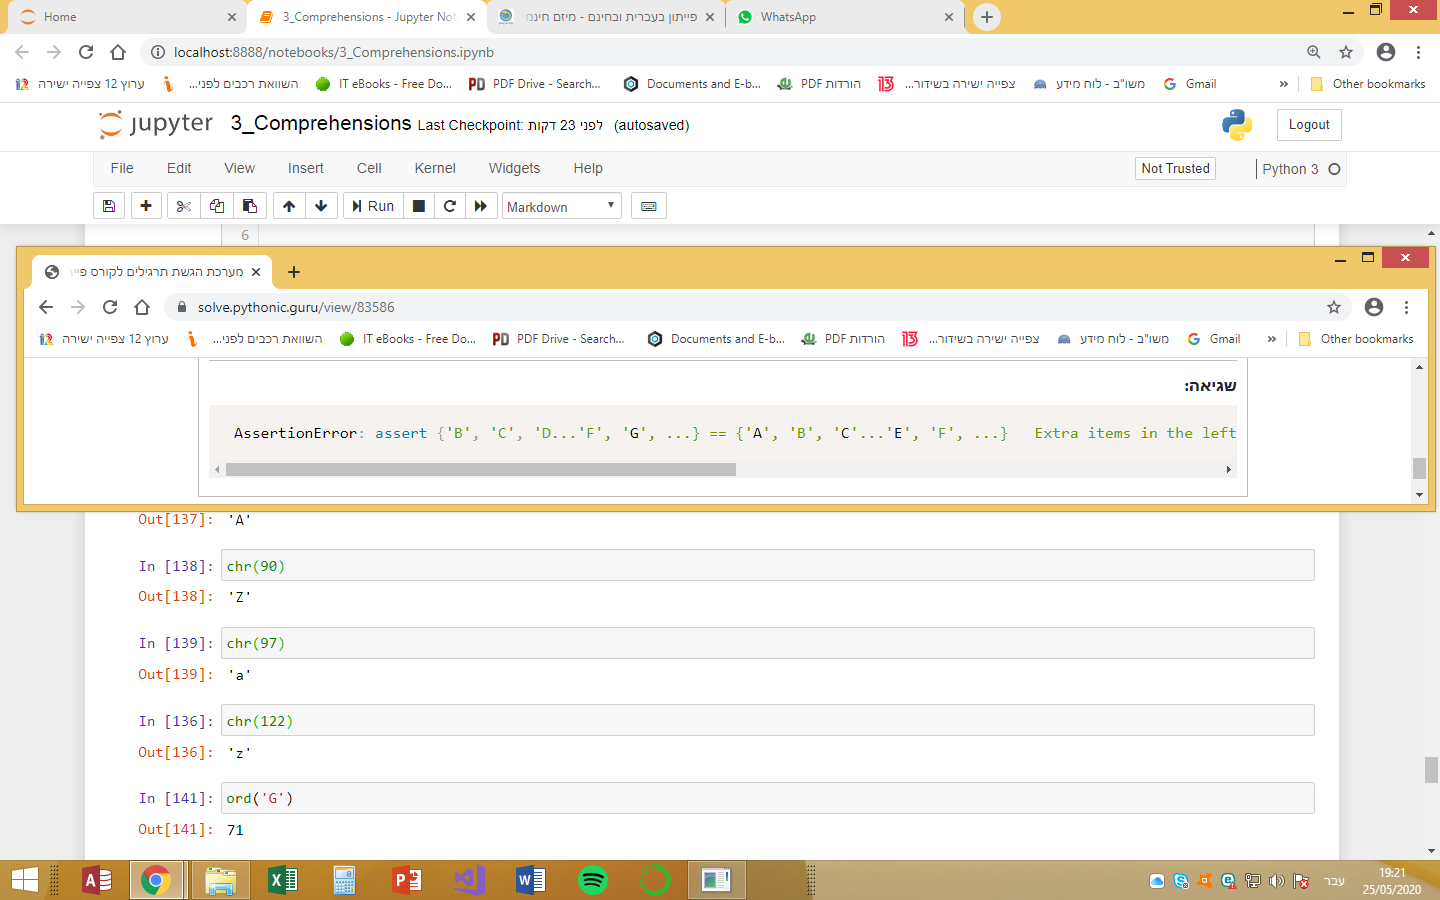 Home
3_Comprehensions - Jupyter Not
פייתון בעברית ובחינם - מיזם חינמ
WhatsApp
localhost:8888/notebooks/3_Comprehensions.ipynb
ערוץ 12 צפייה ישירה
השוואת רכבים לפני...
IT eBooks - Free Do...
PDF Drive - Search...
Documents and E-b...
הורדות PDF
צפייה ישירה בשידור...
משו"ב - לוח מידע
Gmail
»
Other bookmarks
jupyter 3_Comprehensions Last Checkpoint: לפני 23 דקות (autosaved)
Logout
File Edit View Insert Cell Kernel Widgets Help
Not Trusted
Python 3
Run
Markdown
6
מערכת הגשת תרגילים לקורס פיי
solve.pythonic.guru/view/83586
ערוץ 12 צפייה ישירה
השוואת רכבים לפני...
IT eBooks - Free Do...
PDF Drive - Search...
Documents and E-b...
הורדות PDF
צפייה ישירה בשידור...
משו"ב - לוח מידע
Gmail
»
Other bookmarks
שגיאה:
AssertionError: assert {'B', 'C', 'D...'F', 'G', ...} == {'A', 'B', 'C'...'E', 'F', ...} Extra items in the left
Out[137]: 'A'
In [138]: chr(90)
Out[138]: 'Z'
In [139]: chr(97)
Out[139]: 'a'
In [136]: chr(122)
Out[136]: 'z'
In [141]: ord('G')
Out[141]: 71
עבר
19:21
25/05/2020